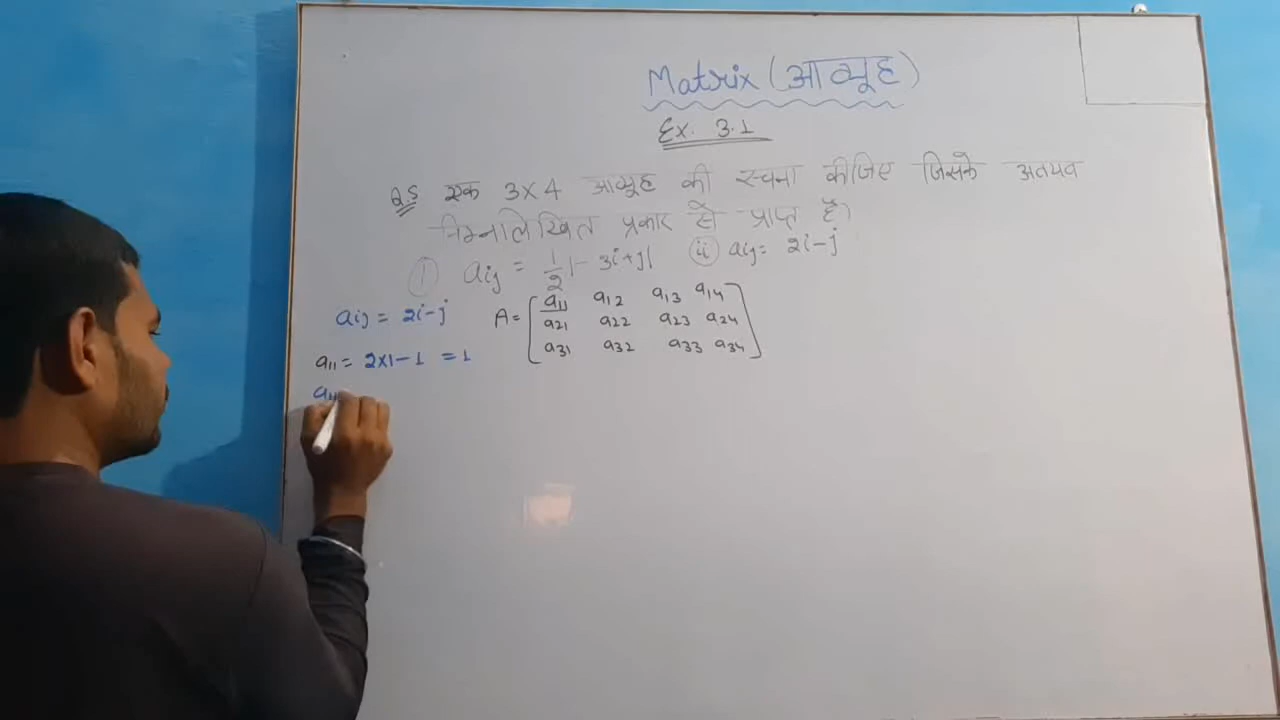 Matrix (आव्यूह)
Ex. 3.1
Q.5 एक 3×4 आव्यूह की रचना कीजिए जिसके अवयव
निम्नलिखित प्रकार से प्राप्त है।
(i) aij = 1/2 |-3i+j| (ii) aij = 2i-j
aij = 2i-j
A = [a11 a12 a13 a14
a21 a22 a23 a24
a31 a32 a33 a34]
a11 = 2×1-1 = 1
a11